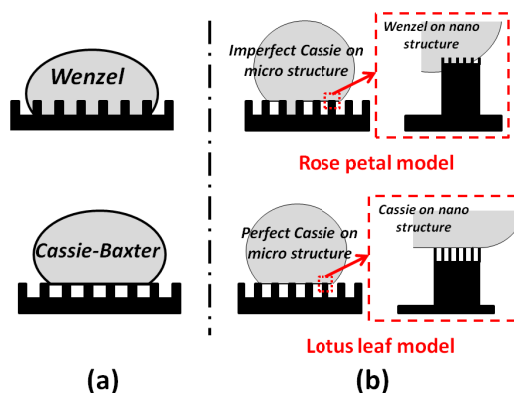 Wenzel
Imperfect Cassie on
micro structure
Wenzel on nano
structure
Rose petal model
Cassie-Baxter
Perfect Cassie on
micro structure
Cassie on nano
structure
Lotus leaf model
(a)
(b)